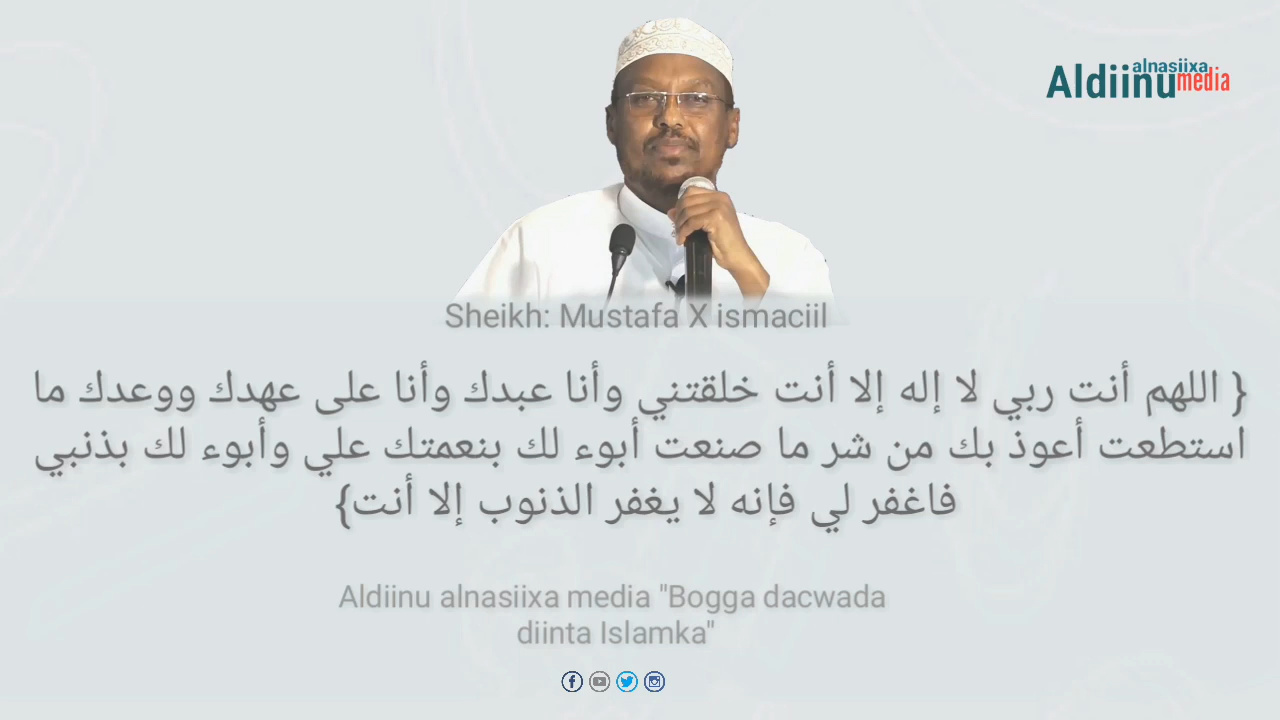 alnasiixa
Aldiinu media
Sheikh: Mustafa X ismaciil
{ اللهم أنت ربي لا إله إلا أنت خلقتني وأنا عبدك وأنا على عهدك ووعدك ما
استطعت أعوذ بك من شر ما صنعت أبوء لك بنعمتك علي وأبوء لك بذنبي
فاغفر لي فإنه لا يغفر الذنوب إلا أنت}
Aldiinu alnasiixa media "Bogga dacwada
diinta Islamka"